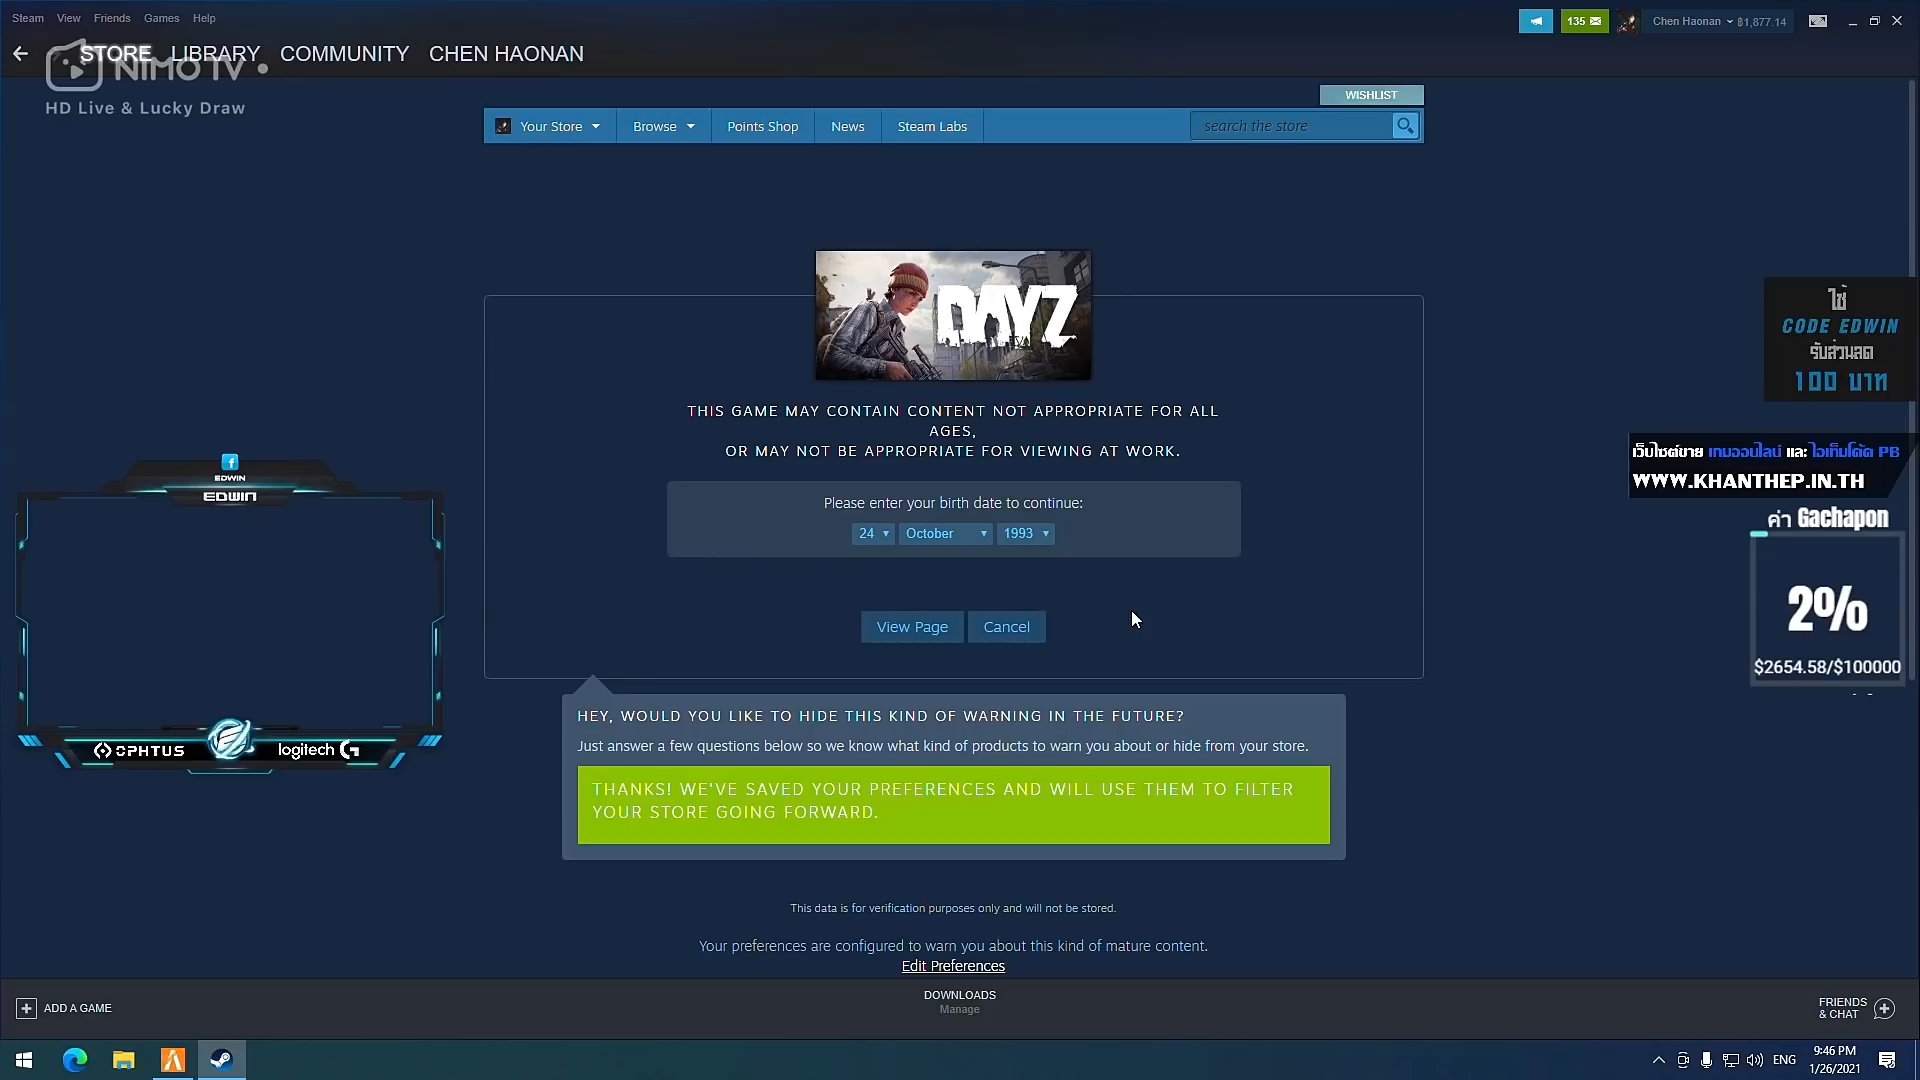 Steam View Friends Games Help
135
Chen Haonan ฿1,877.14
STORE LIBRARY COMMUNITY CHEN HAONAN
NIMO TV
HD Live & Lucky Draw
WISHLIST
Your Store Browse Points Shop News Steam Labs
search the store
DAYZ
THIS GAME MAY CONTAIN CONTENT NOT APPROPRIATE FOR ALL
AGES,
OR MAY NOT BE APPROPRIATE FOR VIEWING AT WORK.
Please enter your birth date to continue:
24 October 1993
View Page Cancel
HEY, WOULD YOU LIKE TO HIDE THIS KIND OF WARNING IN THE FUTURE?
Just answer a few questions below so we know what kind of products to warn you about or hide from your store.
THANKS! WE'VE SAVED YOUR PREFERENCES AND WILL USE THEM TO FILTER
YOUR STORE GOING FORWARD.
This data is for verification purposes only and will not be stored.
Your preferences are configured to warn you about this kind of mature content.
Edit Preferences
EDWIN
EDWIN
OPHTUS
logitech G
ใช้
CODE EDWIN
รับส่วนลด
100 บาท
เว็บไซต์ขาย เกมออนไลน์ และ ไอเท็มโค้ด PB
WWW.KHANTHEP.IN.TH
ค่า Gachapon
2%
$2654.58/$100000
ADD A GAME
DOWNLOADS
Manage
FRIENDS
& CHAT
ENG
9:46 PM
1/26/2021